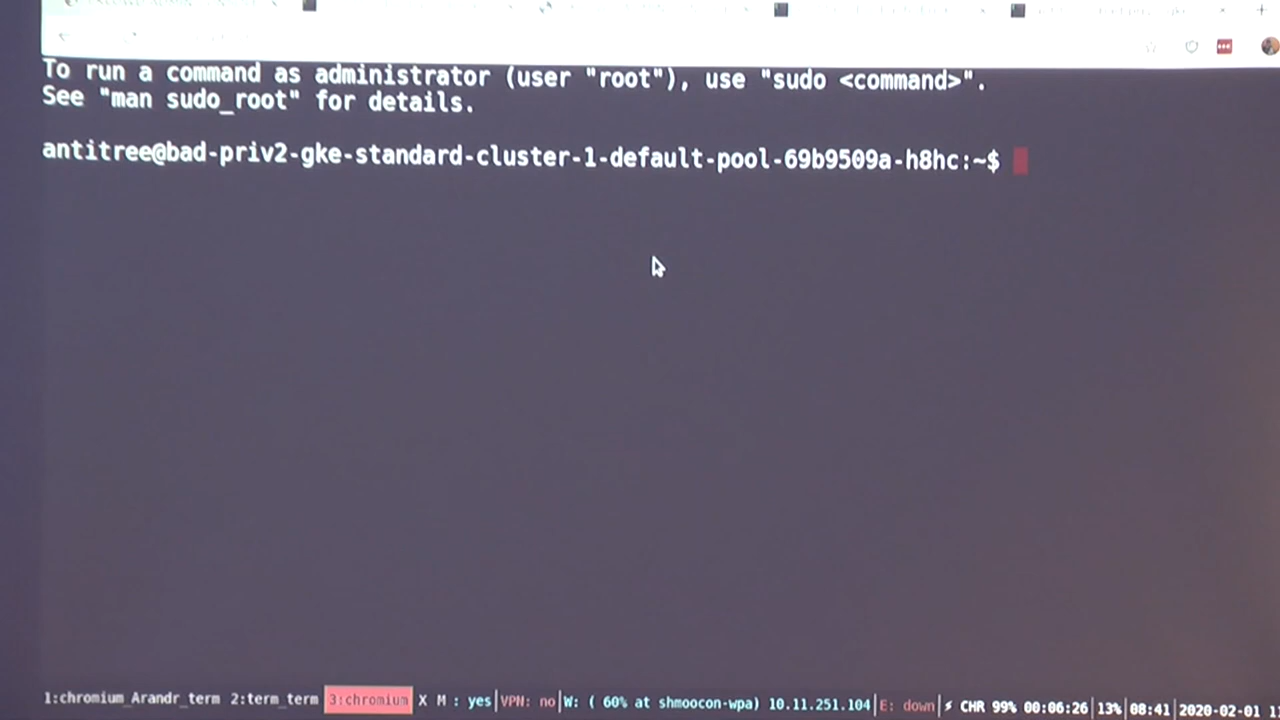 To run a command as administrator (user "root"), use "sudo <command>".
See "man sudo_root" for details.
antitree@bad-priv2-gke-standard-cluster-1-default-pool-69b9509a-h8hc:~$
1:chromium_Arandr_term 2:term_term 3:chromium X M : yes|VPN: no|W: ( 60% at shmoocon-wpa) 10.11.251.104|E: down|⚡ CHR 99% 00:06:26|13%|08:41|2020-02-01